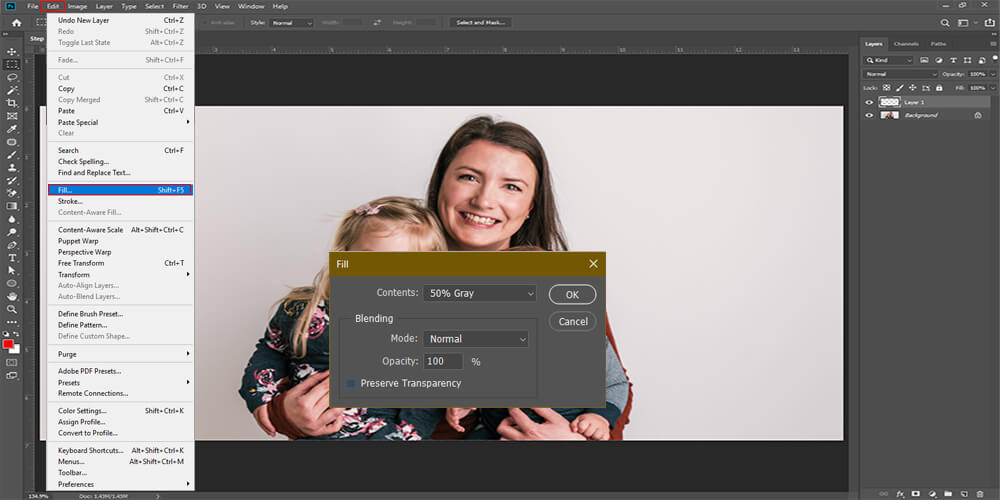 Ps File Edit Image Layer Type Select Filter 3D View Window Help
Anti-alias Style: Normal Width: Height: Select and Mask...
Step
Undo New Layer Ctrl+Z
Redo Shift+Ctrl+Z
Toggle Last State Alt+Ctrl+Z
Fade... Shift+Ctrl+F
Cut Ctrl+X
Copy Ctrl+C
Copy Merged Shift+Ctrl+C
Paste Ctrl+V
Paste Special
Clear
Search Ctrl+F
Check Spelling...
Find and Replace Text...
Fill... Shift+F5
Stroke...
Content-Aware Fill...
Content-Aware Scale Alt+Shift+Ctrl+C
Puppet Warp
Perspective Warp
Free Transform Ctrl+T
Transform
Auto-Align Layers...
Auto-Blend Layers...
Define Brush Preset...
Define Pattern...
Define Custom Shape...
Purge
Adobe PDF Presets...
Presets
Remote Connections...
Color Settings... Shift+Ctrl+K
Assign Profile...
Convert to Profile...
Keyboard Shortcuts... Alt+Shift+Ctrl+K
Menus... Alt+Shift+Ctrl+M
Toolbar...
Preferences
Fill
Contents: 50% Gray OK
Cancel
Blending
Mode: Normal
Opacity: 100 %
Preserve Transparency
Layers Channels Paths
Kind
Normal Opacity: 100%
Lock: Fill: 100%
Layer 1
Background
134.9% Doc: 1.43M/1.43M